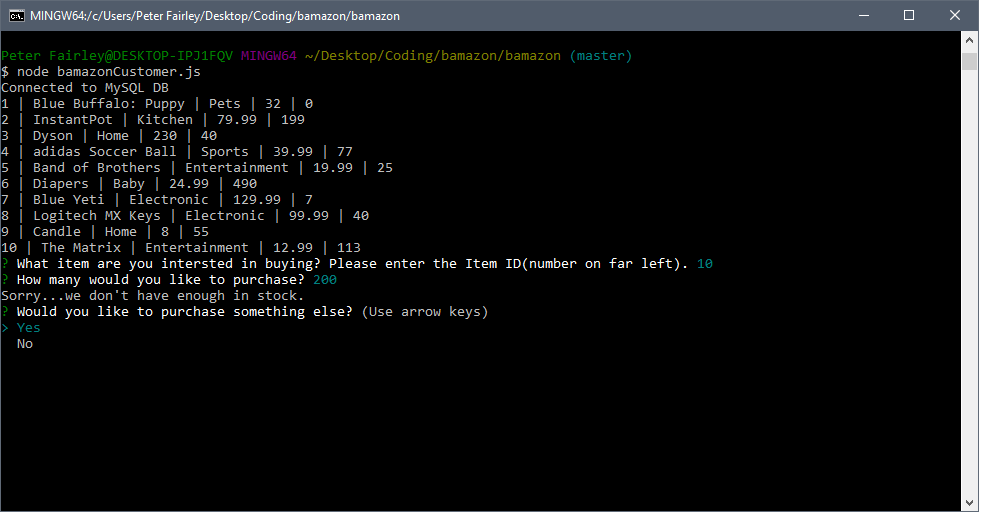 MINGW64:/c/Users/Peter Fairley/Desktop/Coding/bamazon/bamazon
Peter Fairley@DESKTOP-IPJ1FQV MINGW64 ~/Desktop/Coding/bamazon/bamazon (master)
$ node bamazonCustomer.js
Connected to MySQL DB
1 | Blue Buffalo: Puppy | Pets | 32 | 0
2 | InstantPot | Kitchen | 79.99 | 199
3 | Dyson | Home | 230 | 40
4 | adidas Soccer Ball | Sports | 39.99 | 77
5 | Band of Brothers | Entertainment | 19.99 | 25
6 | Diapers | Baby | 24.99 | 490
7 | Blue Yeti | Electronic | 129.99 | 7
8 | Logitech MX Keys | Electronic | 99.99 | 40
9 | Candle | Home | 8 | 55
10 | The Matrix | Entertainment | 12.99 | 113
? What item are you intersted in buying? Please enter the Item ID(number on far left). 10
? How many would you like to purchase? 200
Sorry...we don't have enough in stock.
? Would you like to purchase something else? (Use arrow keys)
> Yes
  No